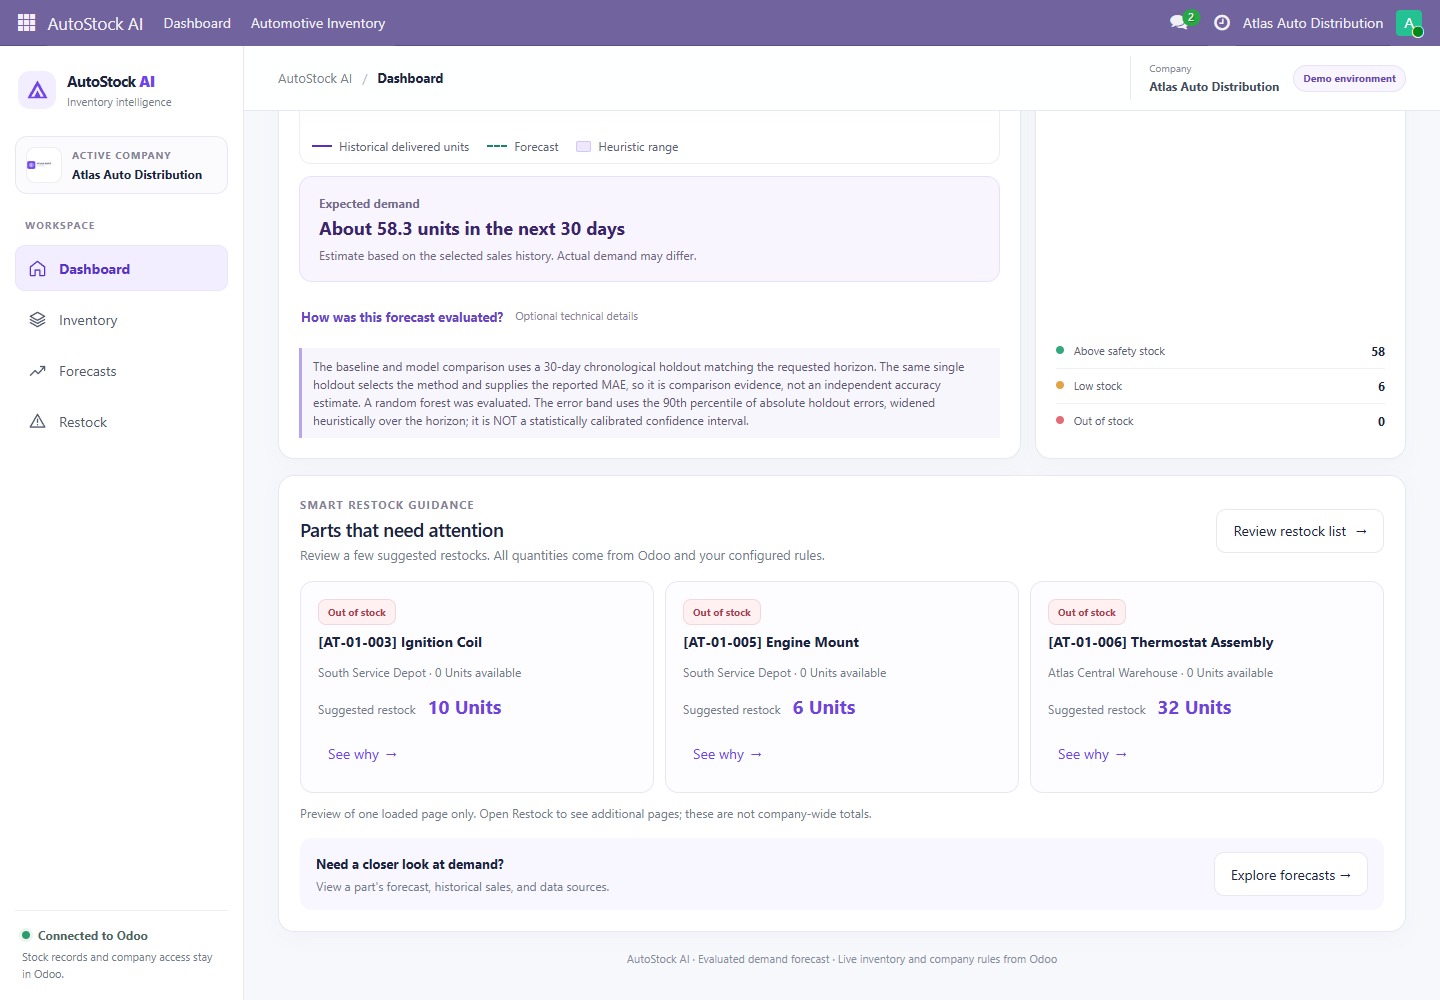 AutoStock AI Dashboard Automotive Inventory 2 Atlas Auto Distribution A
AutoStock AI
Inventory intelligence
ACTIVE COMPANY
Atlas Auto Distribution
WORKSPACE
Dashboard
Inventory
Forecasts
Restock
Connected to Odoo
Stock records and company access stay
in Odoo.
AutoStock AI / Dashboard
Company
Atlas Auto Distribution
Demo environment
Historical delivered units Forecast Heuristic range
Expected demand
About 58.3 units in the next 30 days
Estimate based on the selected sales history. Actual demand may differ.
How was this forecast evaluated? Optional technical details
The baseline and model comparison uses a 30-day chronological holdout matching the requested horizon. The same single
holdout selects the method and supplies the reported MAE, so it is comparison evidence, not an independent accuracy
estimate. A random forest was evaluated. The error band uses the 90th percentile of absolute holdout errors, widened
heuristically over the horizon; it is NOT a statistically calibrated confidence interval.
Above safety stock 58
Low stock 6
Out of stock 0
SMART RESTOCK GUIDANCE
Parts that need attention
Review a few suggested restocks. All quantities come from Odoo and your configured rules.
Review restock list →
Out of stock
[AT-01-003] Ignition Coil
South Service Depot · 0 Units available
Suggested restock 10 Units
See why →
Out of stock
[AT-01-005] Engine Mount
South Service Depot · 0 Units available
Suggested restock 6 Units
See why →
Out of stock
[AT-01-006] Thermostat Assembly
Atlas Central Warehouse · 0 Units available
Suggested restock 32 Units
See why →
Preview of one loaded page only. Open Restock to see additional pages; these are not company-wide totals.
Need a closer look at demand?
View a part's forecast, historical sales, and data sources.
Explore forecasts →
AutoStock AI · Evaluated demand forecast · Live inventory and company rules from Odoo